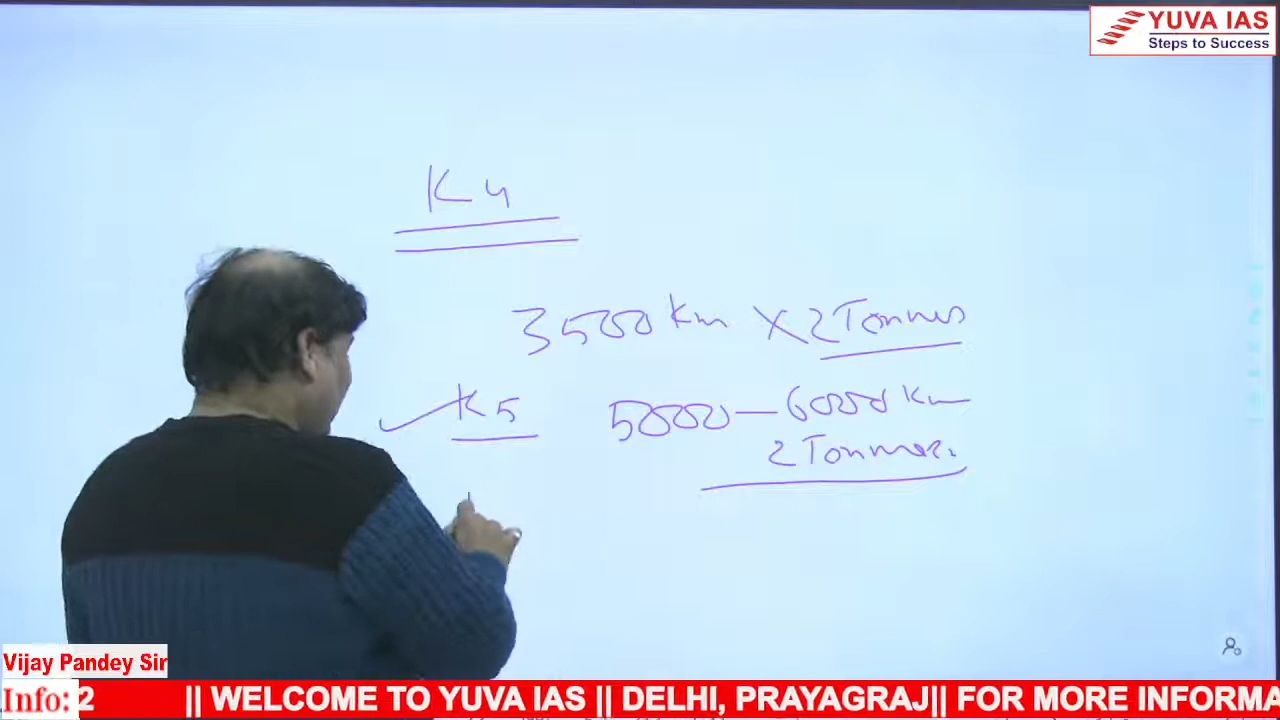 YUVA IAS
Steps to Success
K4
3500 Km X 2 Tonnes
K5 5000 - 6000 Km
2 Tonnes.
Vijay Pandey Sir
Info: 2 || WELCOME TO YUVA IAS || DELHI, PRAYAGRAJ|| FOR MORE INFORMA